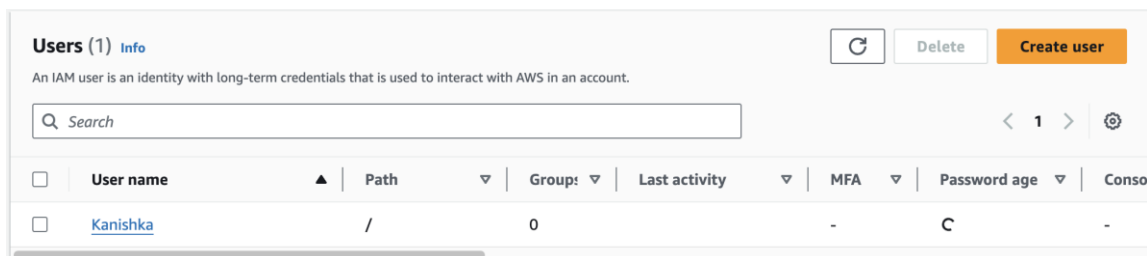 Users (1) Info
Delete
Create user
An IAM user is an identity with long-term credentials that is used to interact with AWS in an account.
Search
1
User name
Path
Groups
Last activity
MFA
Password age
Conso
Kanishka
/
0
-
-